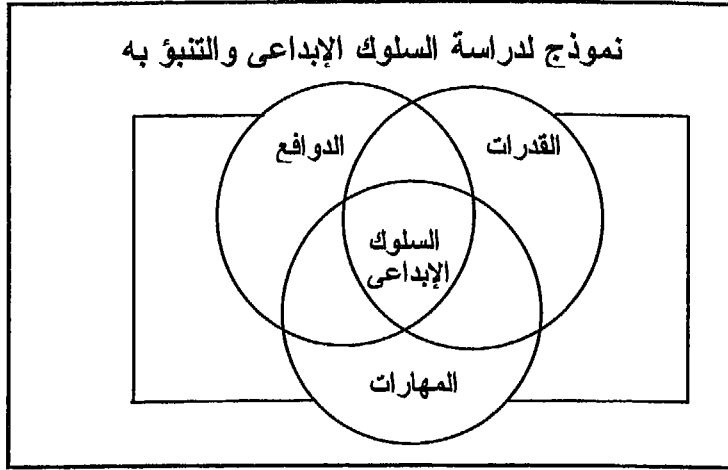 نموذج لدراسة السلوك الإبداعى والتنبؤ به
القدرات
الدوافع
السلوك
الإبداعى
المهارات